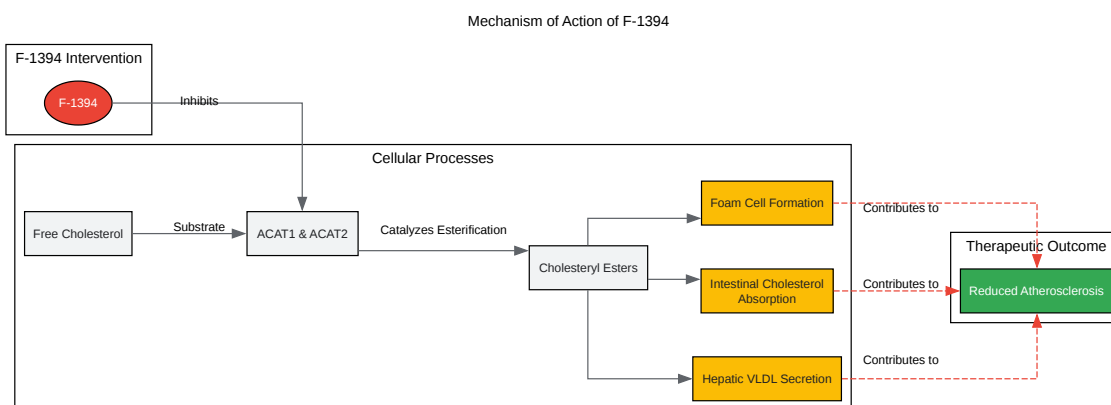 Mechanism of Action of F-1394
F-1394 Intervention
F-1394
Inhibits
Cellular Processes
Free Cholesterol
Substrate
ACAT1 & ACAT2
Catalyzes Esterification
Cholesteryl Esters
Foam Cell Formation
Intestinal Cholesterol
Absorption
Hepatic VLDL Secretion
Contributes to
Contributes to
Contributes to
Therapeutic Outcome
Reduced Atherosclerosis